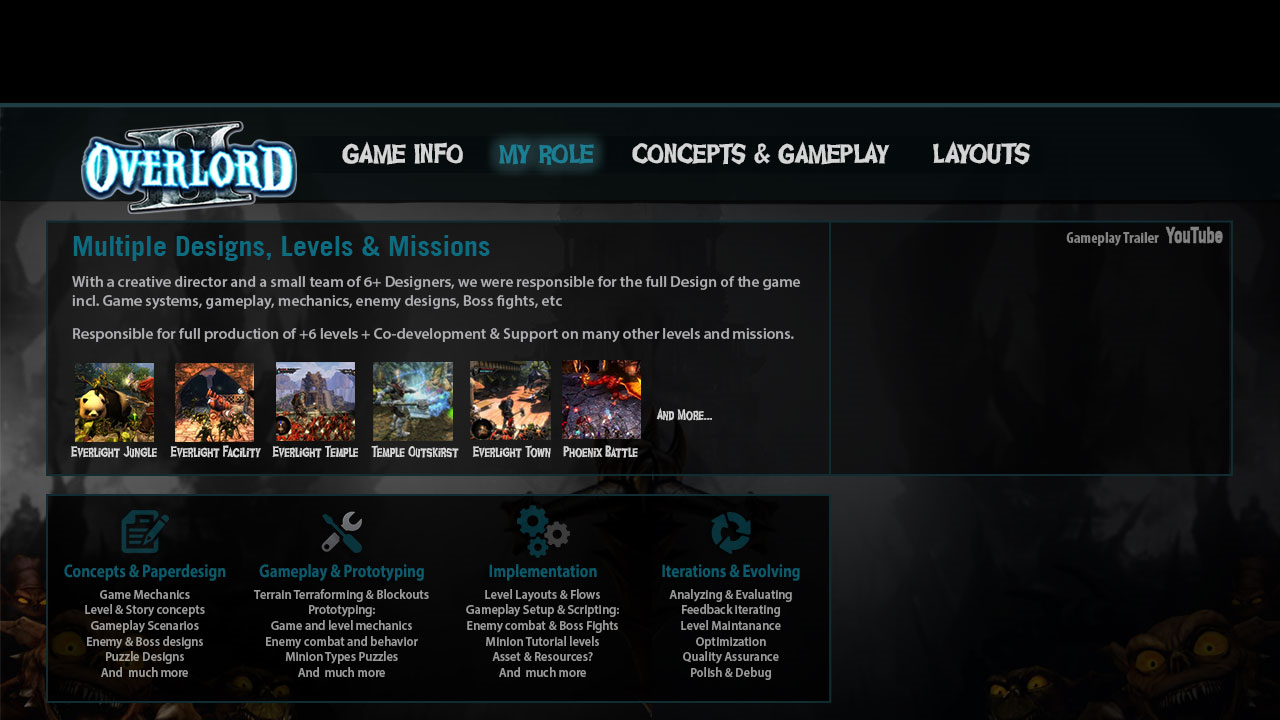 OVERLORD II
GAME INFO
MY ROLE
CONCEPTS & GAMEPLAY
LAYOUTS
Multiple Designs, Levels & Missions
With a creative director and a small team of 6+ Designers, we were responsible for the full Design of the game
incl. Game systems, gameplay, mechanics, enemy designs, Boss fights, etc
Responsible for full production of +6 levels + Co-development & Support on many other levels and missions.
Everlight Jungle
Everlight Facility
Everlight Temple
Temple Outskirst
Everlight Town
Phoenix Battle
And More...
Gameplay Trailer YouTube
Concepts & Paperdesign
Game Mechanics
Level & Story concepts
Gameplay Scenarios
Enemy & Boss designs
Puzzle Designs
And much more
Gameplay & Prototyping
Terrain Terraforming & Blockouts
Prototyping:
Game and level mechanics
Enemy combat and behavior
Minion Types Puzzles
And much more
Implementation
Level Layouts & Flows
Gameplay Setup & Scripting:
Enemy combat & Boss Fights
Minion Tutorial levels
Asset & Resources?
And much more
Iterations & Evolving
Analyzing & Evaluating
Feedback iterating
Level Maintanance
Optimization
Quality Assurance
Polish & Debug